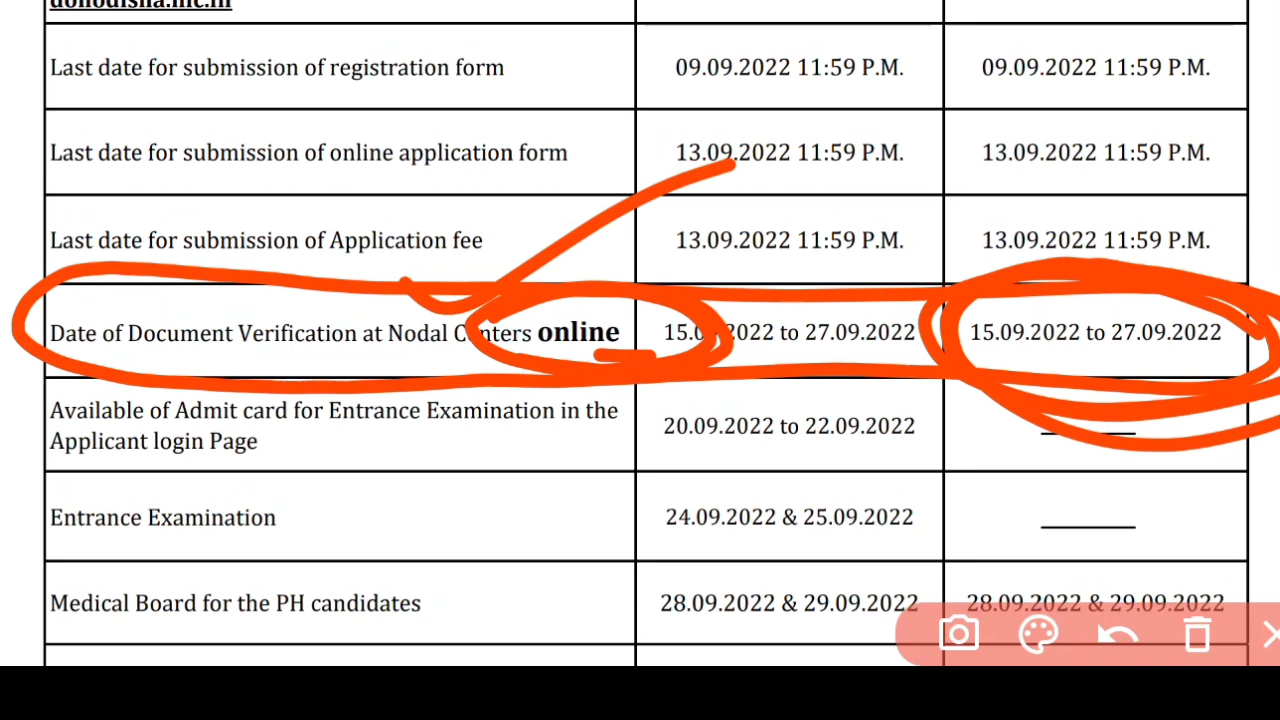 Last date for submission of registration form 09.09.2022 11:59 P.M. 09.09.2022 11:59 P.M.
Last date for submission of online application form 13.09.2022 11:59 P.M. 13.09.2022 11:59 P.M.
Last date for submission of Application fee 13.09.2022 11:59 P.M. 13.09.2022 11:59 P.M.
Date of Document Verification at Nodal Centers online 15.09.2022 to 27.09.2022 15.09.2022 to 27.09.2022
Available of Admit card for Entrance Examination in the
Applicant login Page 20.09.2022 to 22.09.2022
Entrance Examination 24.09.2022 & 25.09.2022
Medical Board for the PH candidates 28.09.2022 & 29.09.2022 28.09.2022 & 29.09.2022